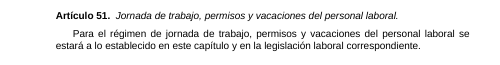 Artículo 51. Jornada de trabajo, permisos y vacaciones del personal laboral.
Para el régimen de jornada de trabajo, permisos y vacaciones del personal laboral se
estará a lo establecido en este capítulo y en la legislación laboral correspondiente.